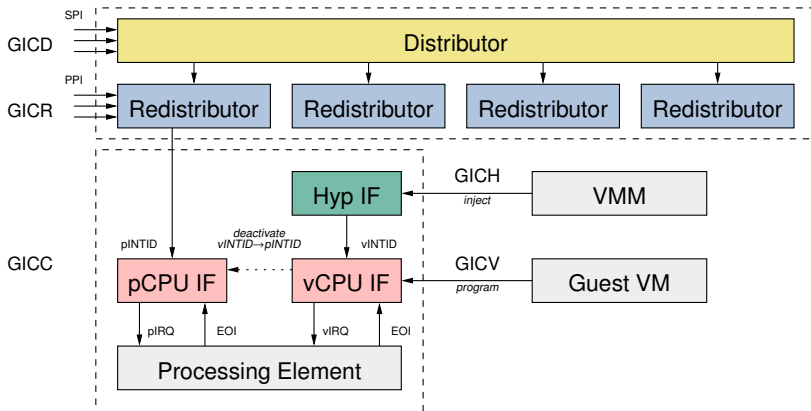 SPI
GICD
Distributor
PPI
GICR
Redistributor
Redistributor
Redistributor
Redistributor
GICH
Hyp IF
inject
VMM
deactivate
pINTID
vINTID→pINTID
vINTID
GICC
GICV
pCPU IF
vCPU IF
program
Guest VM
pIRQ
EOI
vIRQ
EOI
Processing Element